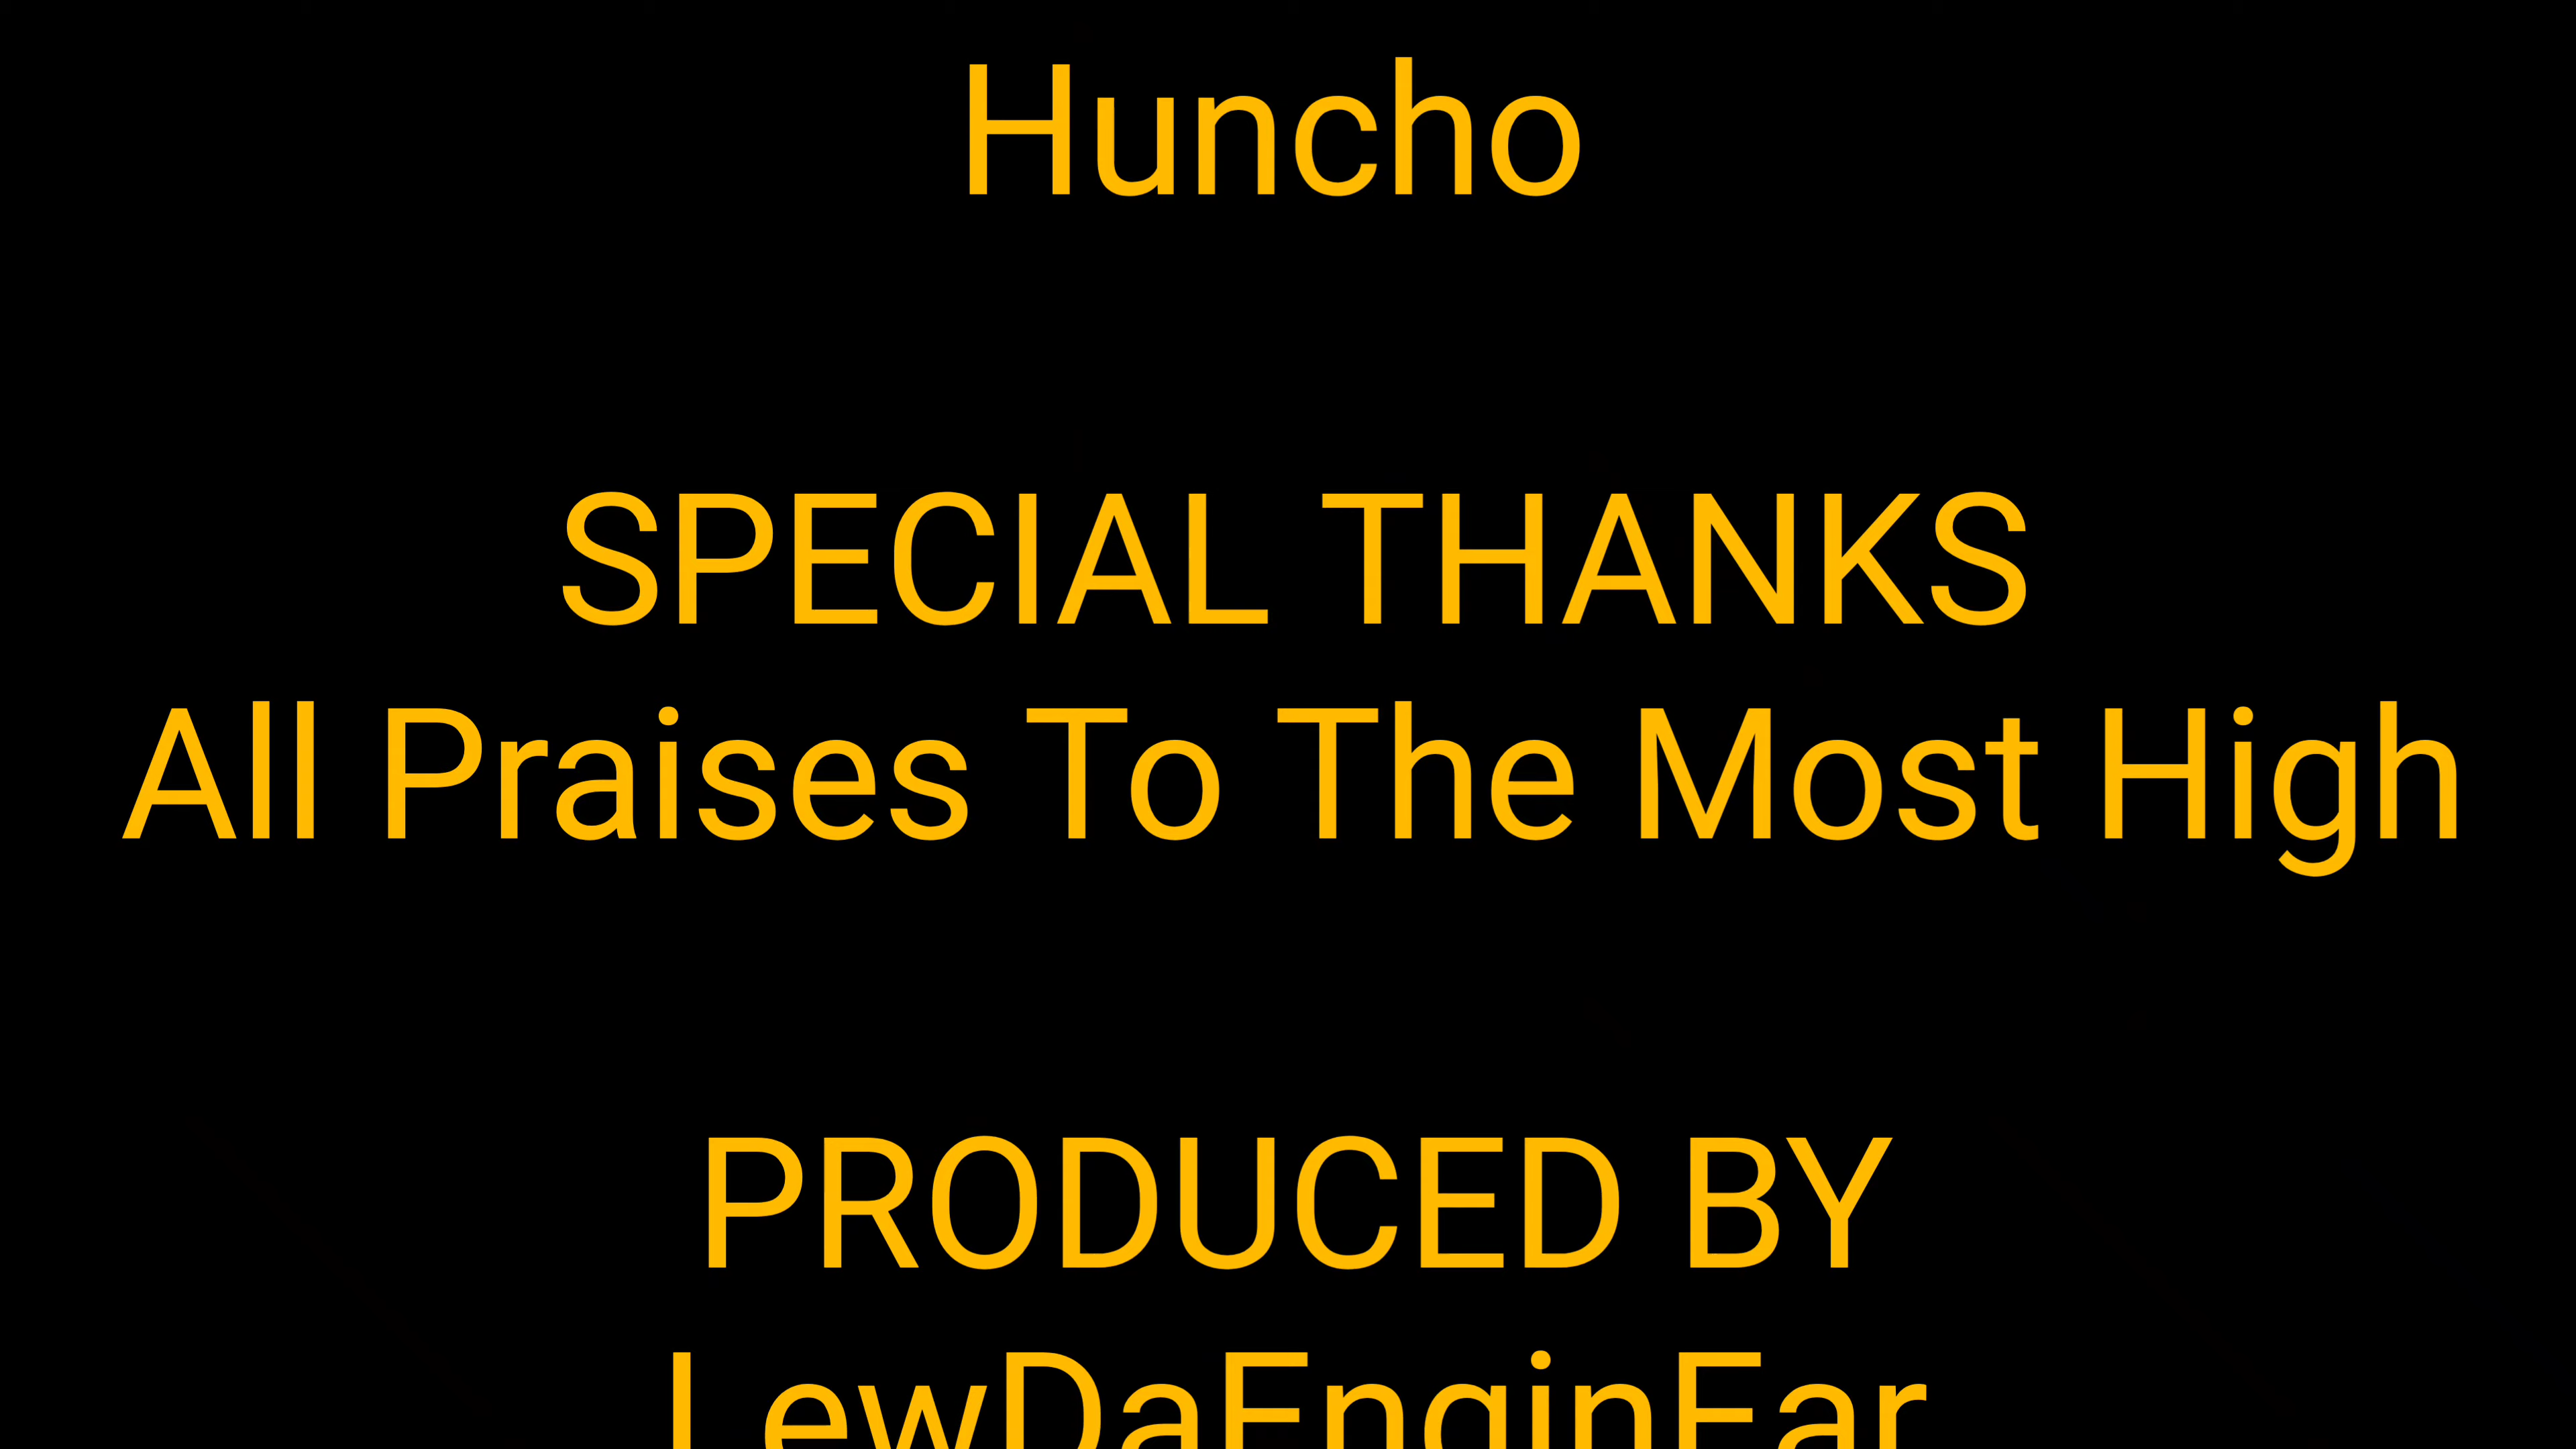 Huncho
SPECIAL THANKS
All Praises To The Most High
PRODUCED BY
LewDaEnginEar